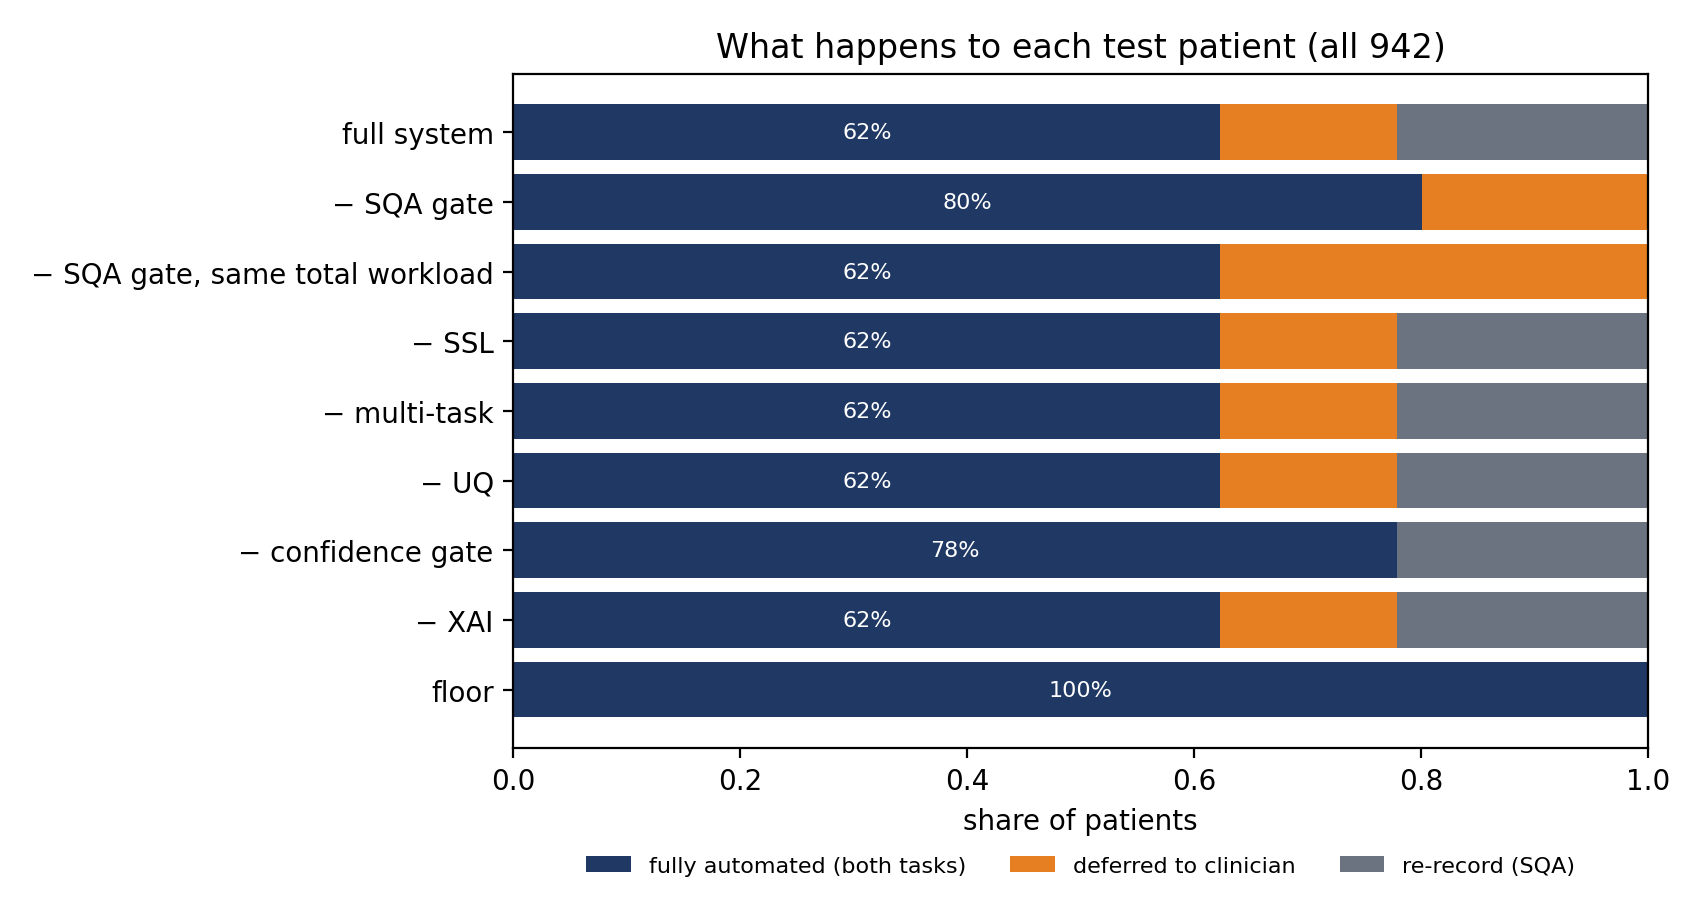 What happens to each test patient (all 942)
full system
62%
− SQA gate
80%
− SQA gate, same total workload
62%
− SSL
62%
− multi-task
62%
− UQ
62%
− confidence gate
78%
− XAI
62%
floor
100%
0.0 0.2 0.4 0.6 0.8 1.0
share of patients
fully automated (both tasks) deferred to clinician re-record (SQA)